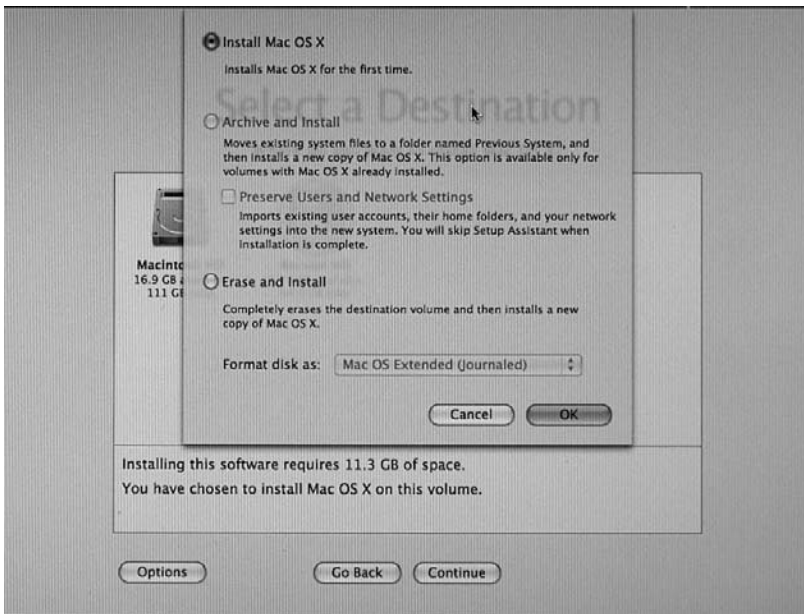 Install Mac OS X
Installs Mac OS X for the first time.
Select a Destination
Archive and Install
Moves existing system files to a folder named Previous System, and
then installs a new copy of Mac OS X. This option is available only for
volumes with Mac OS X already installed.
Preserve Users and Network Settings
Imports existing user accounts, their home folders, and your network
settings into the new system. You will skip Setup Assistant when
installation is complete.
Macint
16.9 GB
111 G
Erase and Install
Completely erases the destination volume and then installs a new
copy of Mac OS X.
Format disk as: Mac OS Extended (Journaled)
Cancel OK
Installing this software requires 11.3 GB of space.
You have chosen to install Mac OS X on this volume.
Options Go Back Continue